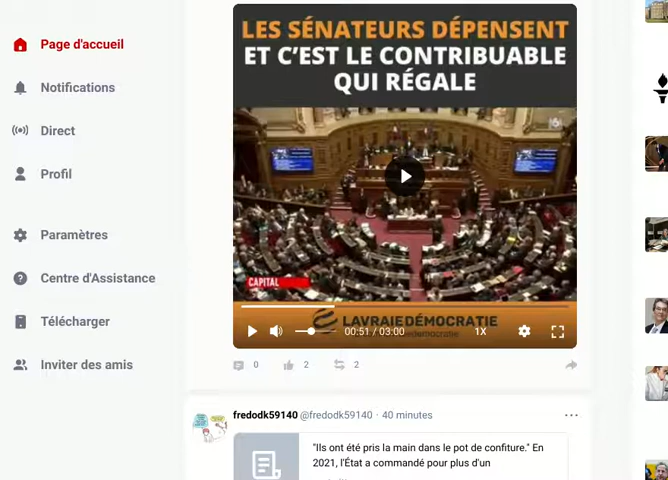 LES SÉNATEURS DÉPENSENT
ET C'EST LE CONTRIBUABLE
QUI RÉGALE
Page d'accueil
Notifications
Direct
Profil
Paramètres
Centre d'Assistance
Télécharger
Inviter des amis
CAPITAL
LAVRAIEDÉMOCRATIE
00:51 / 03:00
1X
0
2
2
fredodk59140 @fredodk59140 · 40 minutes
"Ils ont été pris la main dans le pot de confiture." En
2021, l'État a commandé pour plus d'un